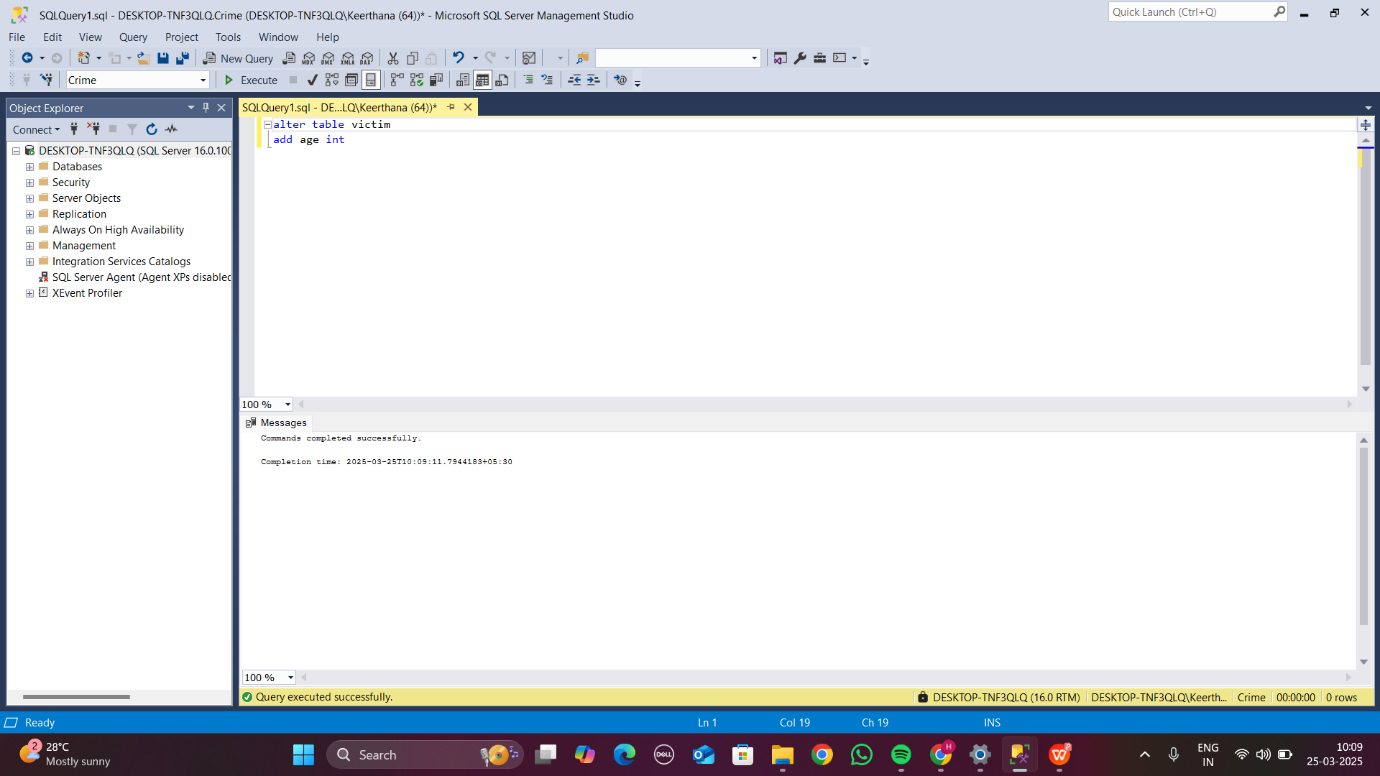 SQLQuery1.sql - DESKTOP-TNF3QLQ.Crime (DESKTOP-TNF3QLQ\Keerthana (64))* - Microsoft SQL Server Management Studio
Quick Launch (Ctrl+Q)
File Edit View Query Project Tools Window Help
New Query
Crime Execute
Object Explorer
SQLQuery1.sql - DE...LQ\Keerthana (64))*
Connect
DESKTOP-TNF3QLQ (SQL Server 16.0.100
Databases
Security
Server Objects
Replication
Always On High Availability
Management
Integration Services Catalogs
SQL Server Agent (Agent XPs disabled
XEvent Profiler
alter table victim
add age int
100 %
Messages
Commands completed successfully.
Completion time: 2025-03-25T10:09:11.7944183+05:30
100 %
Query executed successfully.
DESKTOP-TNF3QLQ (16.0 RTM) DESKTOP-TNF3QLQ\Keerth... Crime 00:00:00 0 rows
Ready Ln 1 Col 19 Ch 19 INS
2
28°C
Mostly sunny
Search
DELL
H
ENG
IN
10:09
25-03-2025